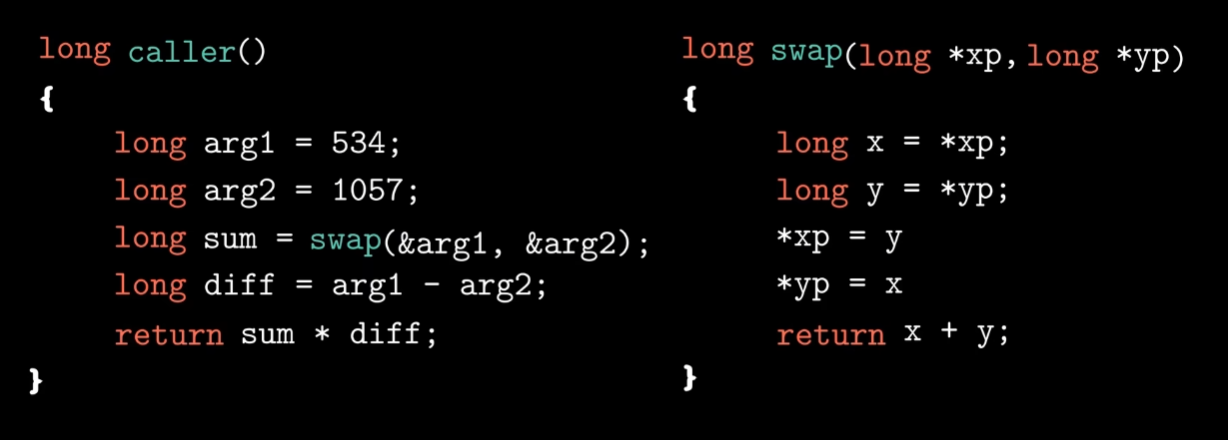 long caller()
{
long arg1 = 534;
long arg2 = 1057;
long sum = swap(&arg1, &arg2);
long diff = arg1 - arg2;
return sum * diff;
}
long swap(long *xp, long *yp)
{
long x = *xp;
long y = *yp;
*xp = y
*yp = x
return x + y;
}